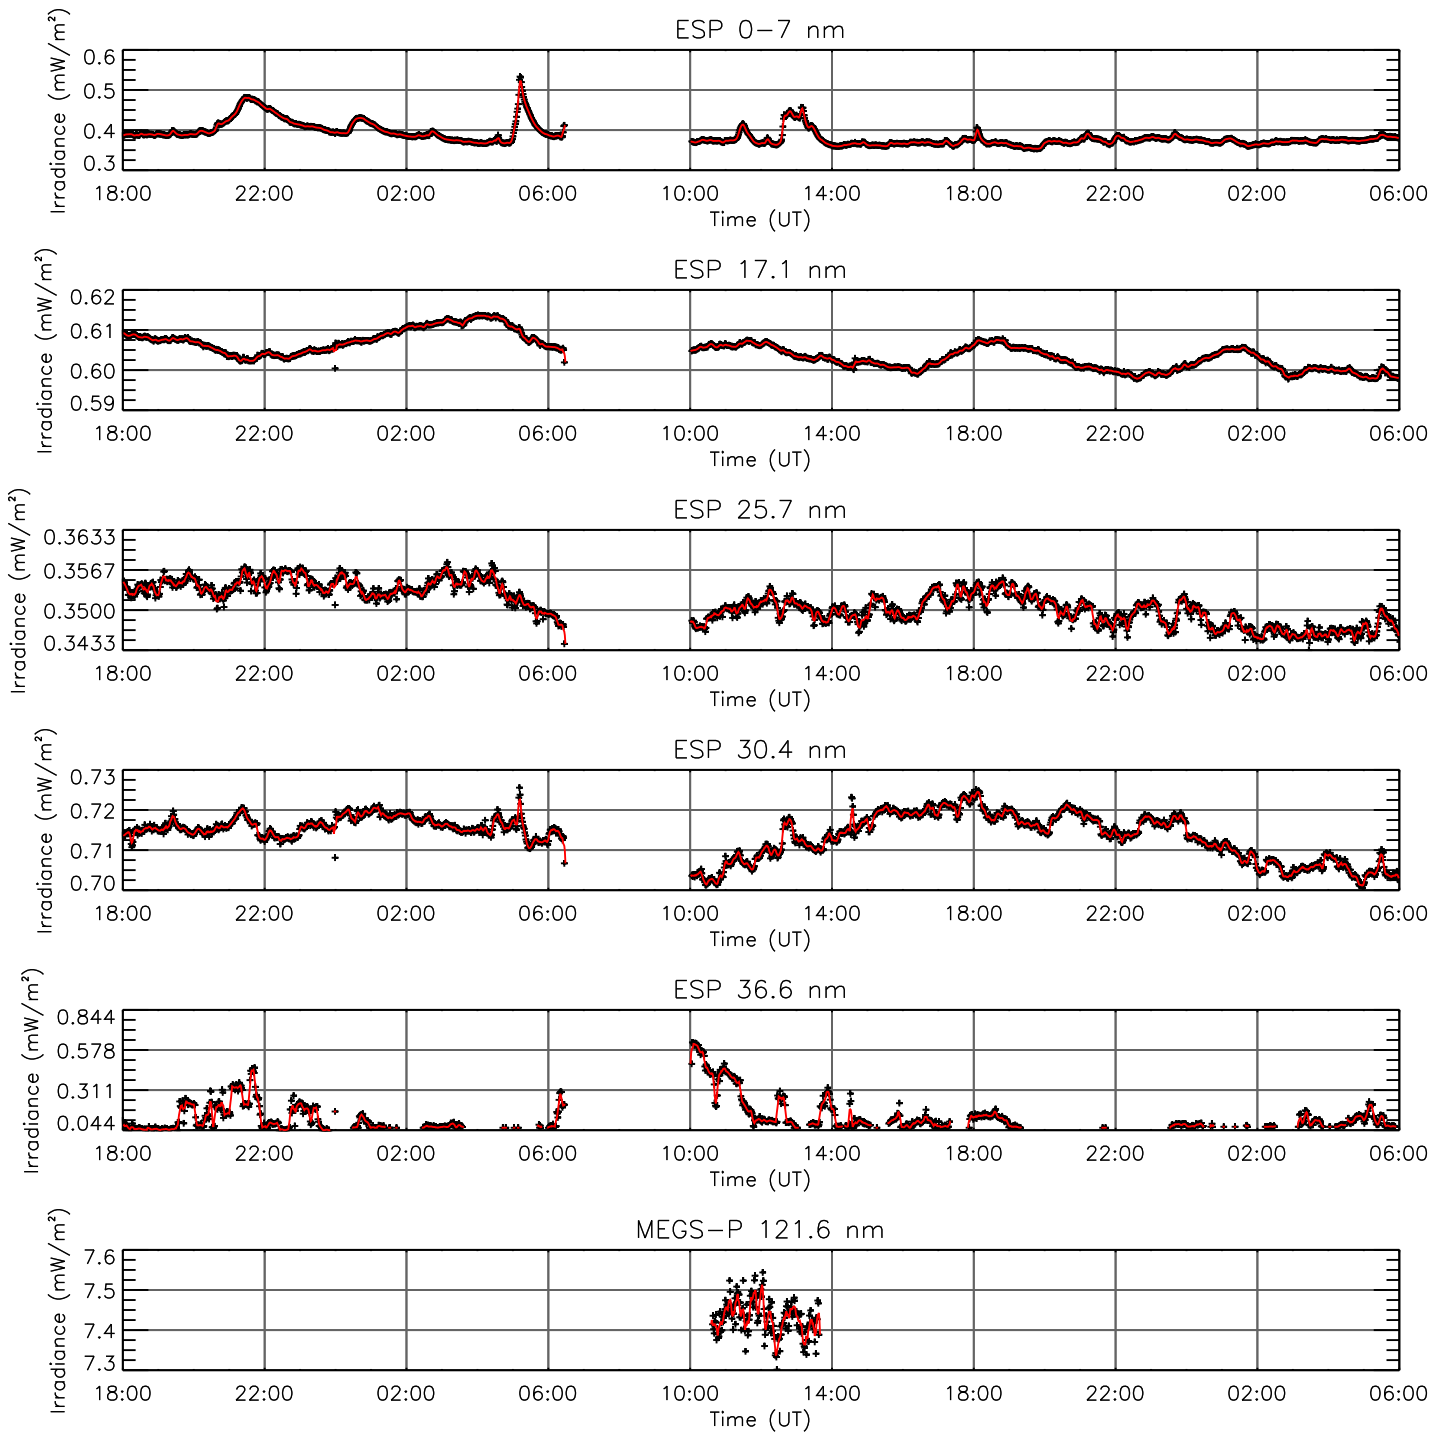 ESP 0-7 nm
Irradiance (mW/m²)
0.6
0.5
0.4
0.3
18:00 22:00 02:00 06:00 10:00 14:00 18:00 22:00 02:00 06:00
Time (UT)
ESP 17.1 nm
Irradiance (mW/m²)
0.62
0.61
0.60
0.59
18:00 22:00 02:00 06:00 10:00 14:00 18:00 22:00 02:00 06:00
Time (UT)
ESP 25.7 nm
Irradiance (mW/m²)
0.3633
0.3567
0.3500
0.3433
18:00 22:00 02:00 06:00 10:00 14:00 18:00 22:00 02:00 06:00
Time (UT)
ESP 30.4 nm
Irradiance (mW/m²)
0.73
0.72
0.71
0.70
18:00 22:00 02:00 06:00 10:00 14:00 18:00 22:00 02:00 06:00
Time (UT)
ESP 36.6 nm
Irradiance (mW/m²)
0.844
0.578
0.311
0.044
18:00 22:00 02:00 06:00 10:00 14:00 18:00 22:00 02:00 06:00
Time (UT)
MEGS-P 121.6 nm
Irradiance (mW/m²)
7.6
7.5
7.4
7.3
18:00 22:00 02:00 06:00 10:00 14:00 18:00 22:00 02:00 06:00
Time (UT)